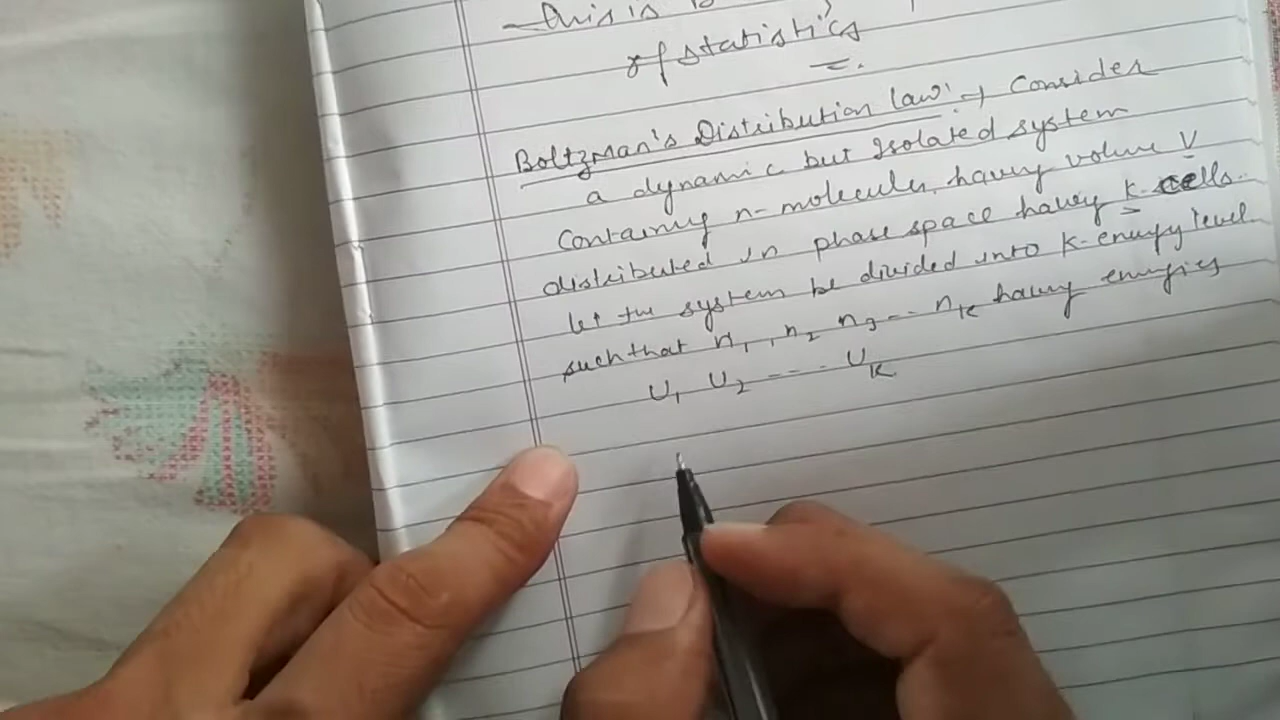 this is
of statistics
Boltzman's Distribution law :→ Consider
a dynamic but Isolated system
Containing n-molecules, having volume V
distributed in phase space having K-cells.
let the system be divided into K-energy level
such that n₁, n₂ n₃ --- nₖ having energies
U₁ U₂ ---- Uₖ